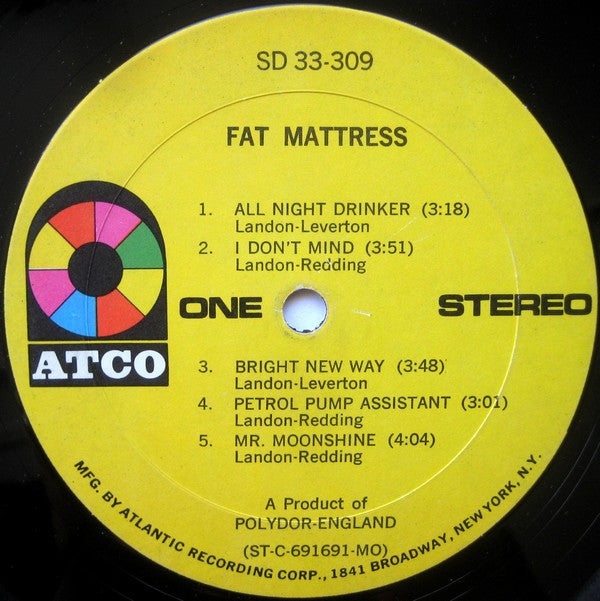 SD 33-309
FAT MATTRESS
1. ALL NIGHT DRINKER (3:18)
Landon-Leverton
2. I DON'T MIND (3:51)
Landon-Redding
ONE STEREO
ATCO
3. BRIGHT NEW WAY (3:48)
Landon-Leverton
4. PETROL PUMP ASSISTANT (3:01)
Landon-Redding
5. MR. MOONSHINE (4:04)
Landon-Redding
A Product of
POLYDOR-ENGLAND
(ST-C-691691-MO)
MFG. BY ATLANTIC RECORDING CORP., 1841 BROADWAY, NEW YORK, N.Y.